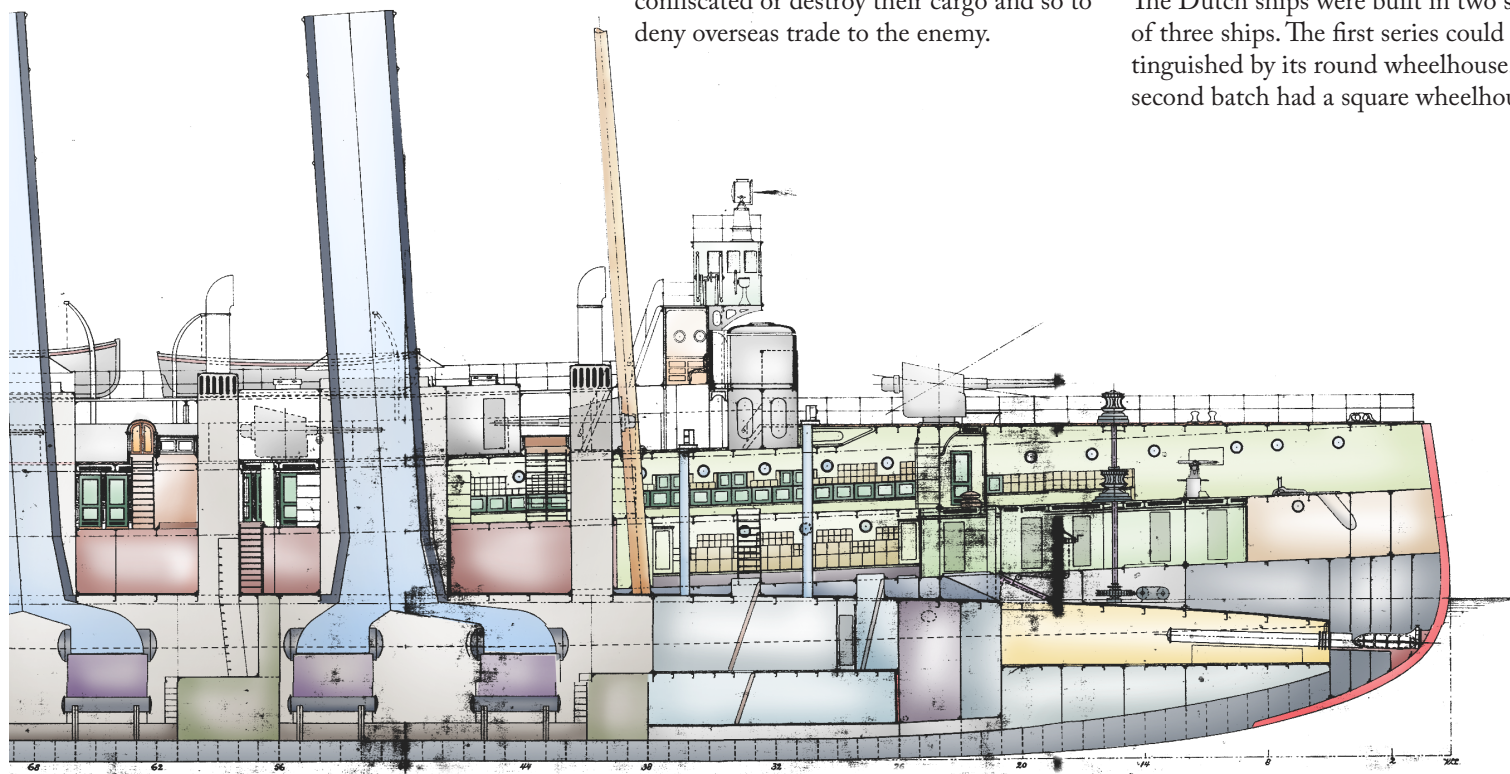 confiscated or destroy their cargo and so to
deny overseas trade to the enemy.
The Dutch ships were built in two s
of three ships. The first series could
tinguished by its round wheelhouse
second batch had a square wheelhou
68 62 56 44 38 32 26 20 14 8 2